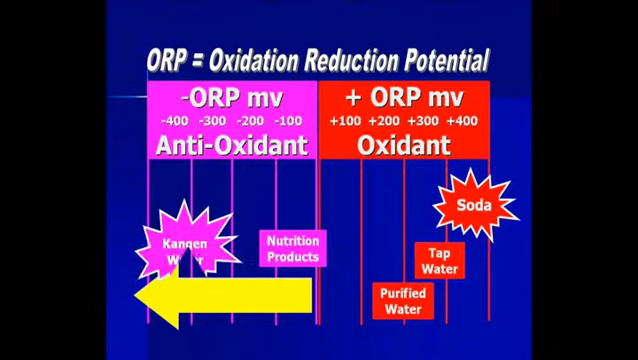 ORP = Oxidation Reduction Potential
-ORP mv
-400 -300 -200 -100
Anti-Oxidant
+ ORP mv
+100 +200 +300 +400
Oxidant
Soda
Kangen
Nutrition
Products
Tap
Water
Purified
Water